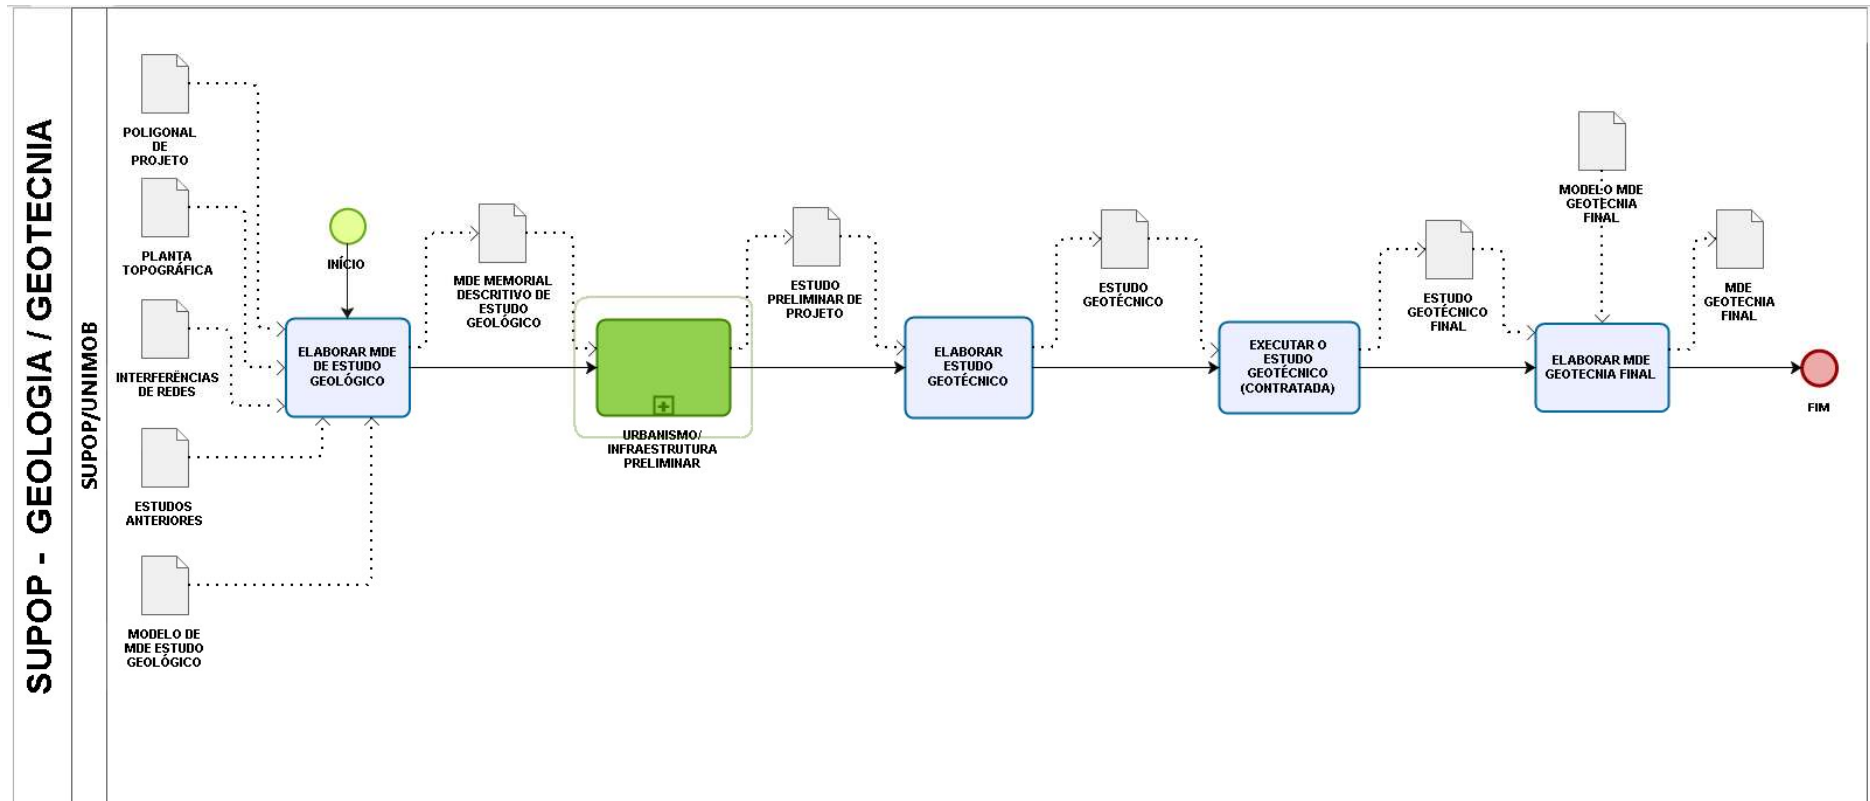 SUPOP - GEOLOGIA / GEOTECNIA
SUPOP/UNIMOB
POLIGONAL
DE
PROJETO
PLANTA
TOPOGRÁFICA
INTERFERÊNCIAS
DE REDES
ESTUDOS
ANTERIORES
MODELO DE
MDE ESTUDO
GEOLÓGICO
INÍCIO
ELABORAR MDE
DE ESTUDO
GEOLÓGICO
MDE MEMORIAL
DESCRITIVO DE
ESTUDO
GEOLÓGICO
URBANISMO/
INFRAESTRUTURA
PRELIMINAR
ESTUDO
PRELIMINAR DE
PROJETO
ELABORAR
ESTUDO
GEOTÉCNICO
ESTUDO
GEOTÉCNICO
EXECUTAR O
ESTUDO
GEOTÉCNICO
(CONTRATADA)
ESTUDO
GEOTÉCNICO
FINAL
MODELO MDE
GEOTECNIA
FINAL
ELABORAR MDE
GEOTECNIA FINAL
MDE
GEOTECNIA
FINAL
FIM